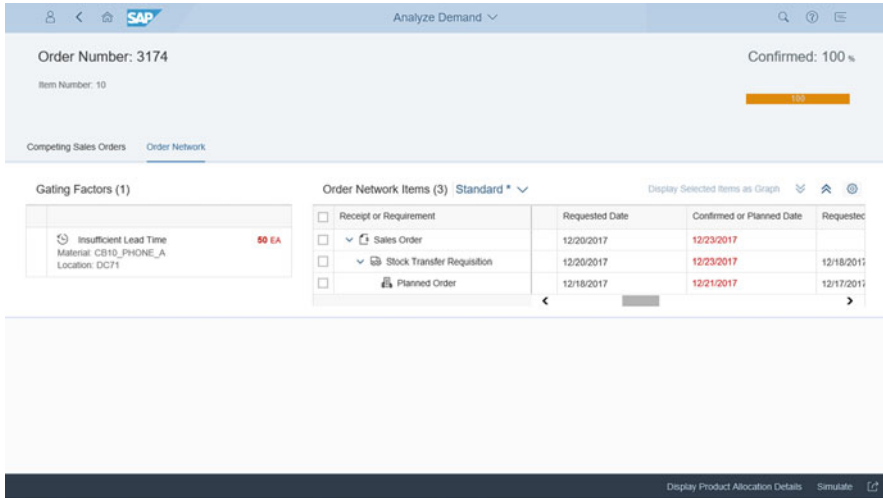 SAP
Analyze Demand
Order Number: 3174
Confirmed: 100 %
Item Number: 10
100
Competing Sales Orders
Order Network
Gating Factors (1)
Order Network Items (3) Standard *
Display Selected Items as Graph
Receipt or Requirement
Requested Date
Confirmed or Planned Date
Requested
Insufficient Lead Time
50 EA
Material: CB10_PHONE_A
Location: DC71
Sales Order
12/20/2017
12/23/2017
Stock Transfer Requisition
12/20/2017
12/23/2017
12/18/2017
Planned Order
12/18/2017
12/21/2017
12/17/2017
Display Product Allocation Details
Simulate